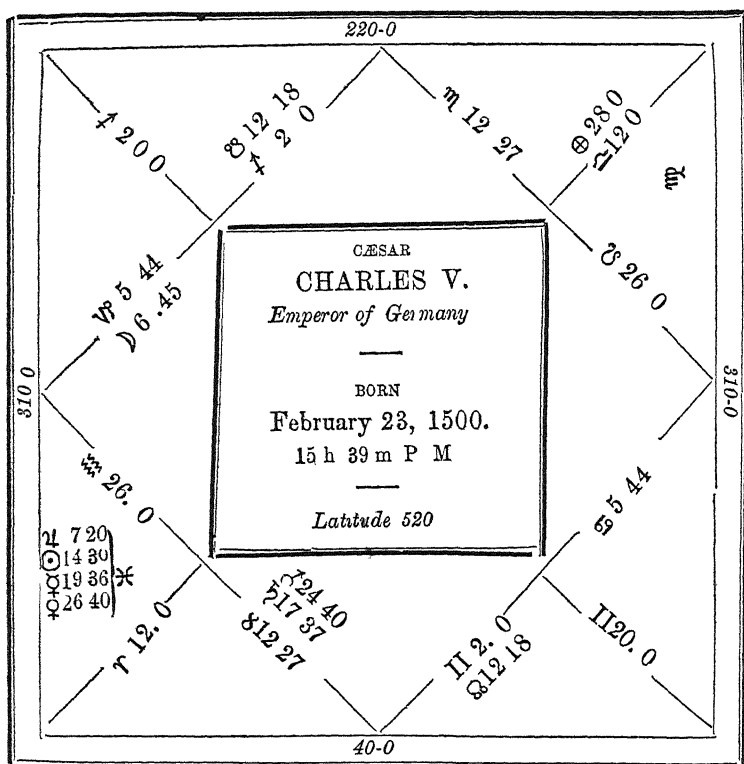 220-0
♐ 20 0
☋ 12 18
♐ 2 0
♏ 12 27
⊕ 28 0
♎ 12 0
♍
♑ 5 44
☽ 6 .45
☋ 26 0
310 0
310-0
CÆSAR
CHARLES V.
Emperor of Germany
BORN
February 23, 1500.
15 h 39 m P M
Latitude 520
♒ 26. 0
♋ 5 44
♃ 7 20
☉ 14 30
☿ 19 36 ♓
♀ 26 40
♈ 12. 0
♂ 24 40
♄ 17 37
♉ 12 27
♊ 2. 0
☊ 12 18
♊ 20. 0
40-0